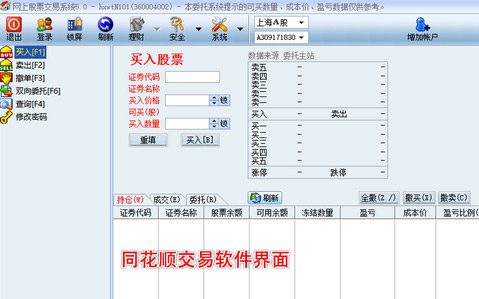 网上股票交易系统5.0 - hxwtN101(360004002) - 本委托系统提示的可买数量、成本价、盈亏数据仅供参考。
退出 登录 锁屏 刷新 理财 安全 系统 上海A股 A309171830 增加帐户
买入[F1]
卖出[F2]
撤单[F3]
双向委托[F6]
查询[F4]
修改密码
买入股票
证券代码
证券名称
买入价格 锁
可买(股)
买入数量 锁
重填 买入[B]
数据来源 委托主站
卖五 - -
卖四 - -
卖三 - -
卖二 - -
卖一 - -
买入 - 卖出 -
买一 - -
买二 - -
买三 - -
买四 - -
买五 - -
涨停 - 跌停 -
持仓(W) 成交(E) 委托(R) 刷新 全撤(Z /) 撤买(X) 撤卖(C)
证券代码 证券名称 股票余额 可用余额 冻结数量 盈亏 成本价 盈亏比例(
同花顺交易软件界面